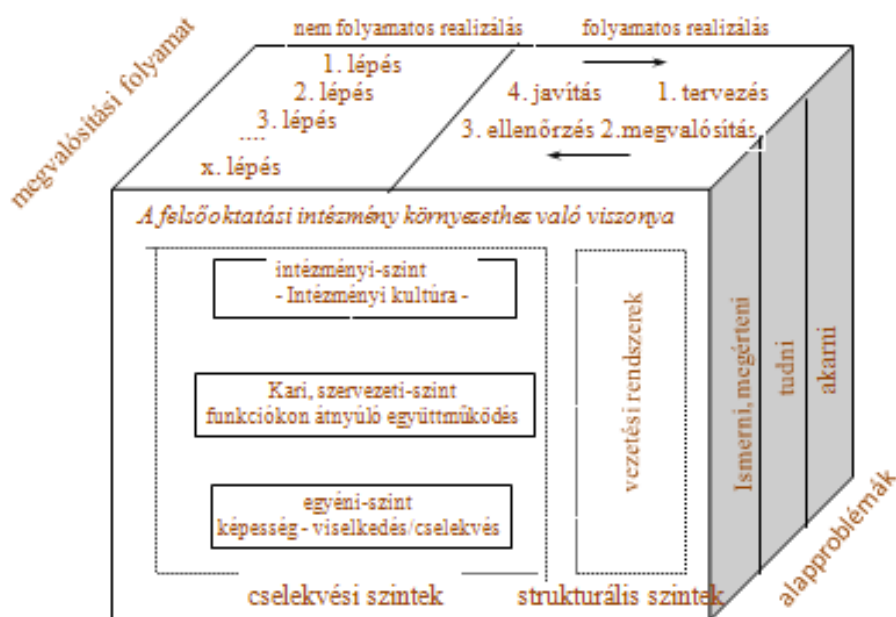 megvalósítási folyamat
nem folyamatos realizálás
folyamatos realizálás
1. lépés
2. lépés
3. lépés
....
x. lépés
4. javítás
1. tervezés
3. ellenőrzés 2.megvalósítás
A felsőoktatási intézmény környezethez való viszonya
intézményi-szint
- Intézményi kultúra -
Kari, szervezeti-szint
funkciókon átnyúló együttműködés
egyéni-szint
képesség - viselkedés/cselekvés
cselekvési szintek
vezetési rendszerek
strukturális szintek
Ismerni, megérteni
tudni
akarni
alapproblémák